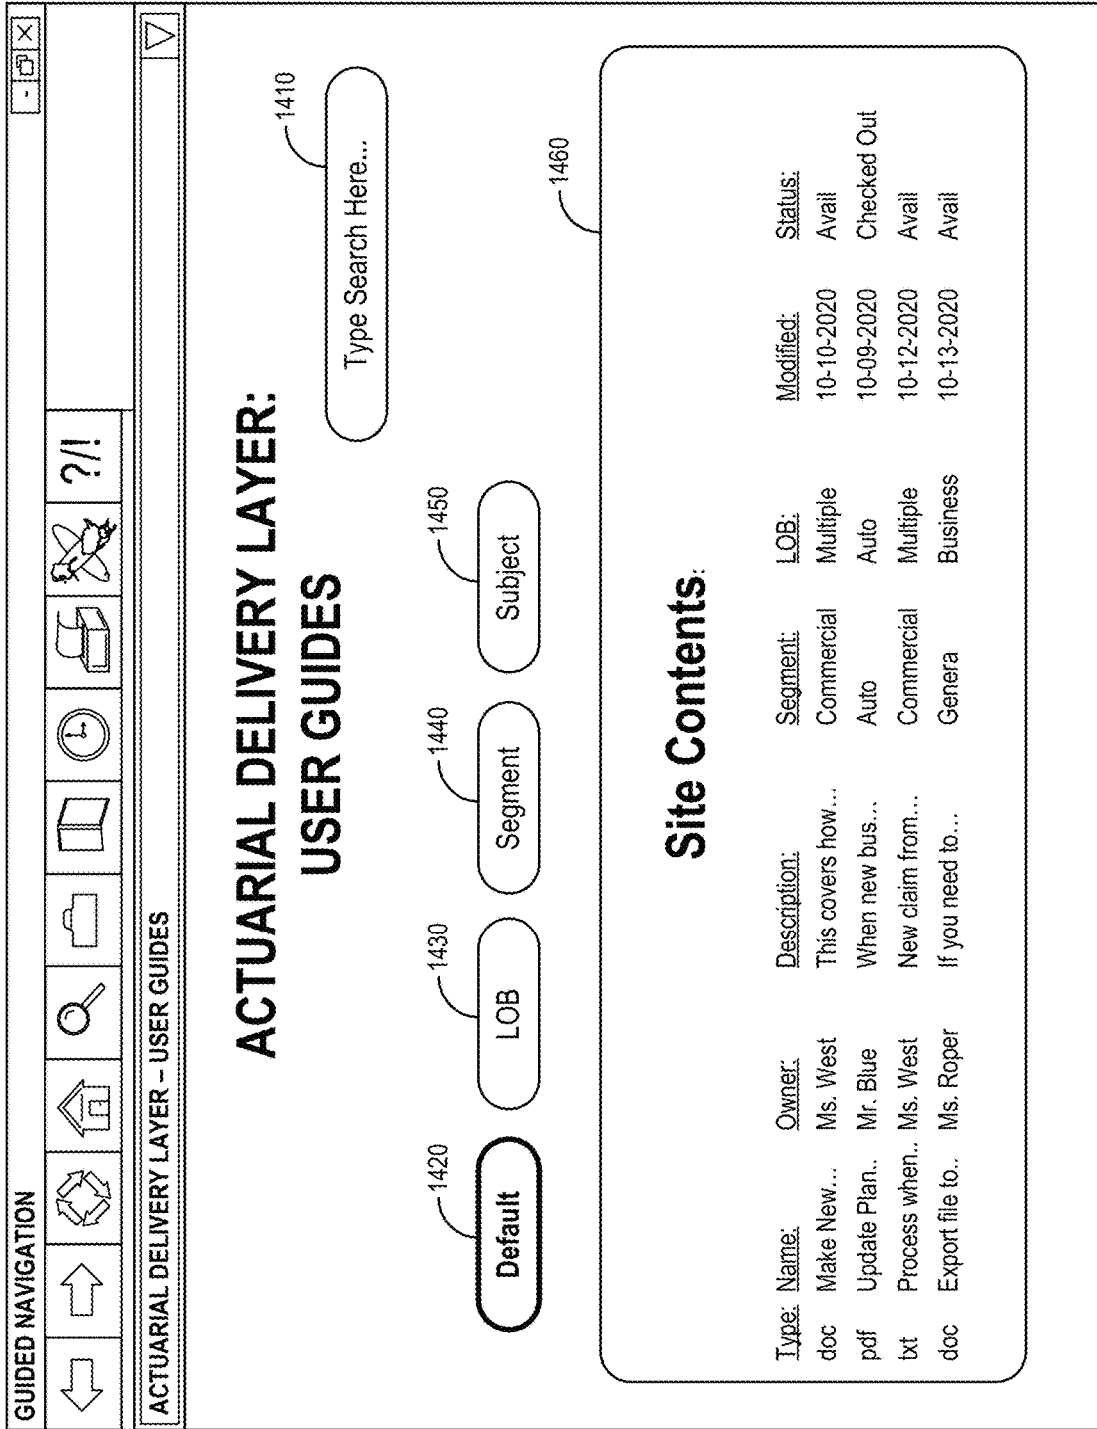 GUIDED NAVIGATION
- X
?/!
ACTUARIAL DELIVERY LAYER – USER GUIDES
ACTUARIAL DELIVERY LAYER:
USER GUIDES
1410
Type Search Here...
1420 1430 1440 1450
Default LOB Segment Subject
1460
Site Contents:
Type: Name: Owner: Description: Segment: LOB: Modified: Status:
doc Make New... Ms. West This covers how... Commercial Multiple 10-10-2020 Avail
pdf Update Plan.. Mr. Blue When new bus... Auto Auto 10-09-2020 Checked Out
txt Process when.. Ms. West New claim from... Commercial Multiple 10-12-2020 Avail
doc Export file to.. Ms. Roper If you need to... Genera Business 10-13-2020 Avail